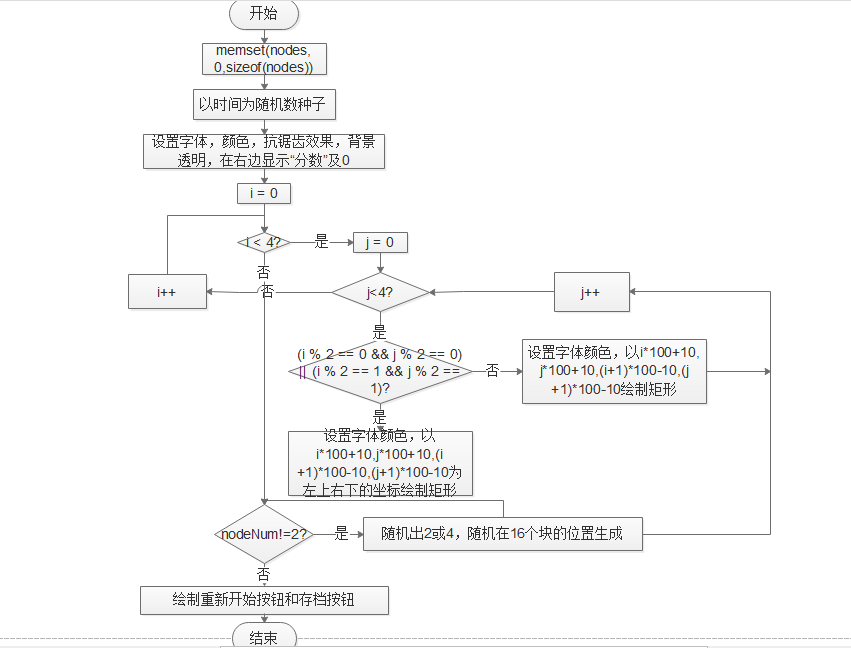 开始
memset(nodes,
0,sizeof(nodes))
以时间为随机数种子
设置字体，颜色，抗锯齿效果，背景
透明，在右边显示“分数”及0
i = 0
i < 4?
是
j = 0
否
i++
否
j<4?
j++
是
(i % 2 == 0 && j % 2 == 0)
|| (i % 2 == 1 && j % 2 ==
1)?
否
设置字体颜色，以i*100+10,
j*100+10,(i+1)*100-10,(j
+1)*100-10绘制矩形
是
设置字体颜色，以
i*100+10,j*100+10,(i
+1)*100-10,(j+1)*100-10为
左上右下的坐标绘制矩形
nodeNum!=2?
是
随机出2或4，随机在16个块的位置生成
否
绘制重新开始按钮和存档按钮
结束